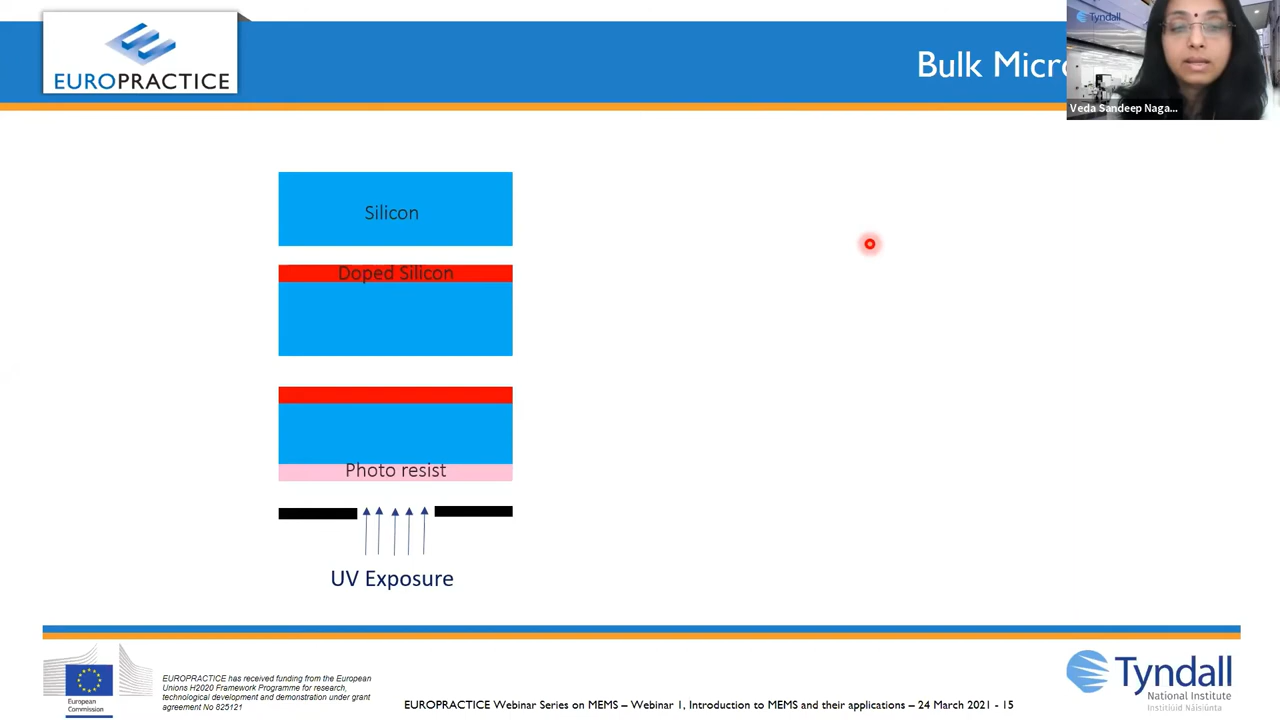 EUROPRACTICE
Bulk Micro
Tyndall
Veda Sandeep Naga...
Silicon
Doped Silicon
Photo resist
UV Exposure
European
Commission
EUROPRACTICE has received funding from the European
Unions H2020 Framework Programme for research,
technological development and demonstration under grant
agreement No 825121
EUROPRACTICE Webinar Series on MEMS – Webinar 1, Introduction to MEMS and their applications – 24 March 2021 - 15
Tyndall
National Institute
Institiúid Náisiúnta